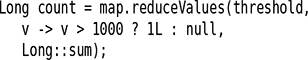 Long count = map.reduceValues(threshold,
v -> v > 1000 ? 1L : null,
Long::sum);